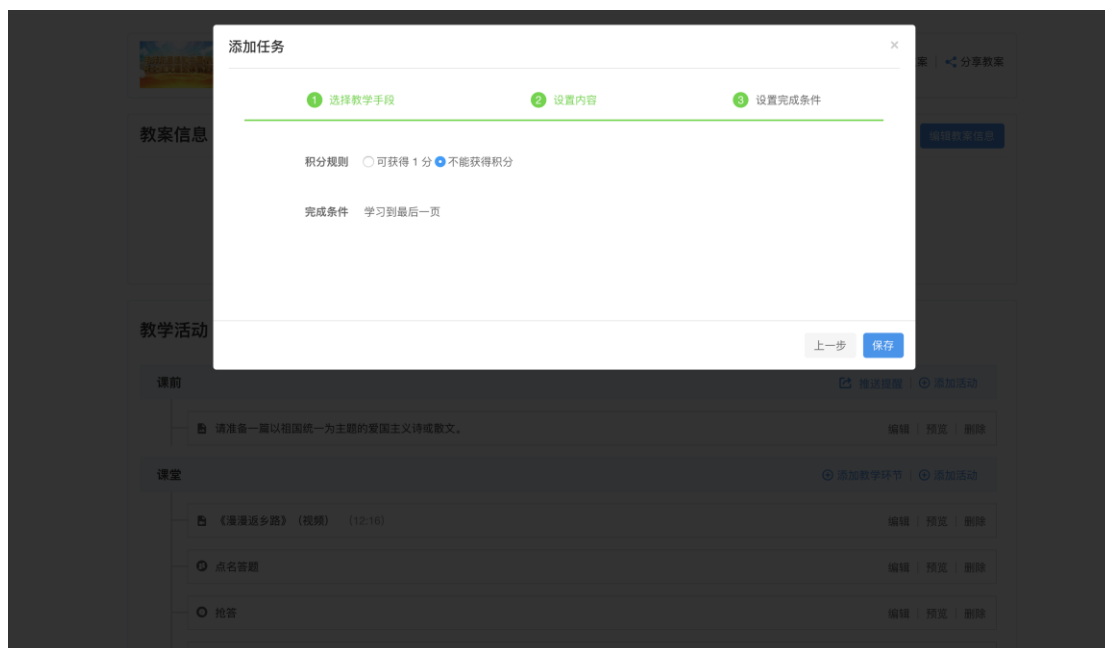 添加任务 ×
案 | 分享教案
1 选择教学手段 2 设置内容 3 设置完成条件
教案信息 编辑教案信息
积分规则 可获得 1 分 不能获得积分
完成条件 学习到最后一页
教学活动
上一步 保存
课前 推送提醒 | 添加活动
请准备一篇以祖国统一为主题的爱国主义诗或散文。 编辑 | 预览 | 删除
课堂 添加教学环节 | 添加活动
《漫漫返乡路》（视频） （12:16） 编辑 | 预览 | 删除
点名答题 编辑 | 预览 | 删除
抢答 编辑 | 预览 | 删除